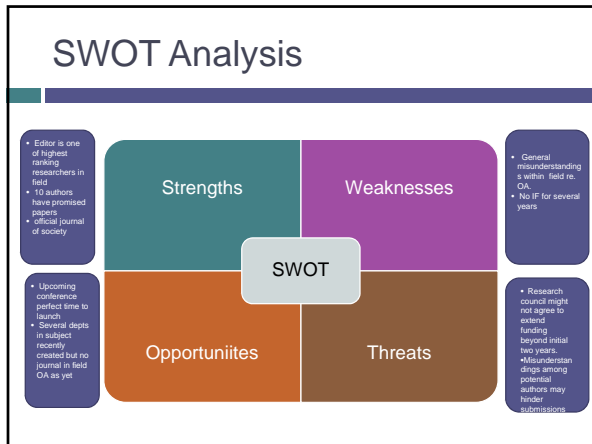 SWOT Analysis
• Editor is one
of highest
ranking
researchers in
field
• 10 authors
have promised
papers
• official journal of
society
Strengths
Weaknesses
• General
misunderstanding
s within field re.
OA.
• No IF for several
years
SWOT
• Upcoming
conference
perfect time to
launch
• Several depts
in subject
recently
created but no
journal in field
OA as yet
Opportuniites
Threats
• Research
council might
not agree to
extend
funding
beyond initial
two years.
•Misunderstan
dings among
potential
authors may
hinder
submissions